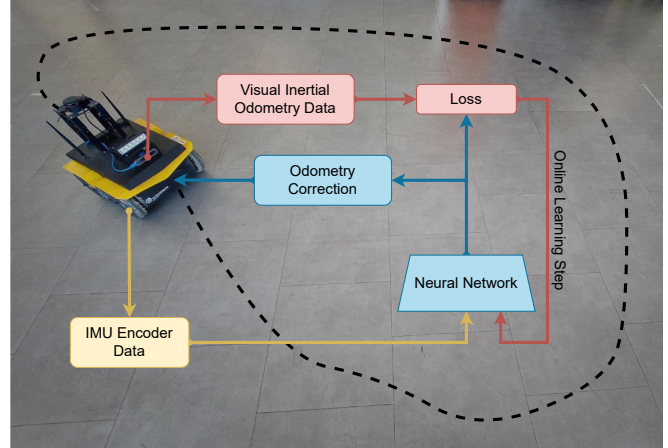 Visual Inertial
Odometry Data
Loss
Odometry
Correction
Online Learning Step
Neural Network
IMU Encoder
Data